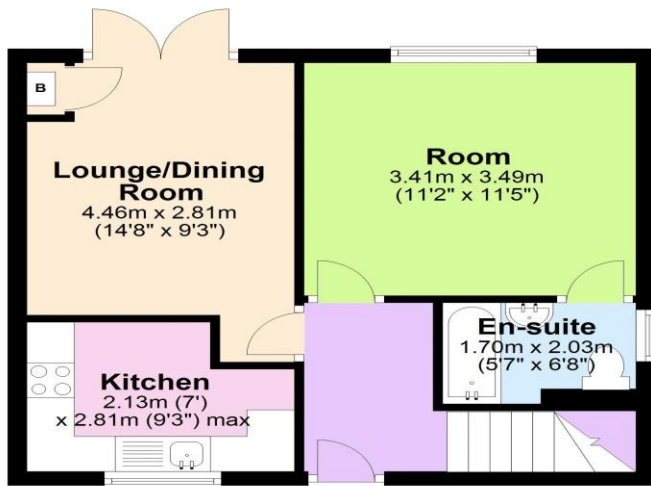 B
Lounge/Dining
Room
4.46m x 2.81m
(14'8" x 9'3")
Room
3.41m x 3.49m
(11'2" x 11'5")
En-suite
1.70m x 2.03m
(5'7" x 6'8")
Kitchen
2.13m (7')
x 2.81m (9'3") max